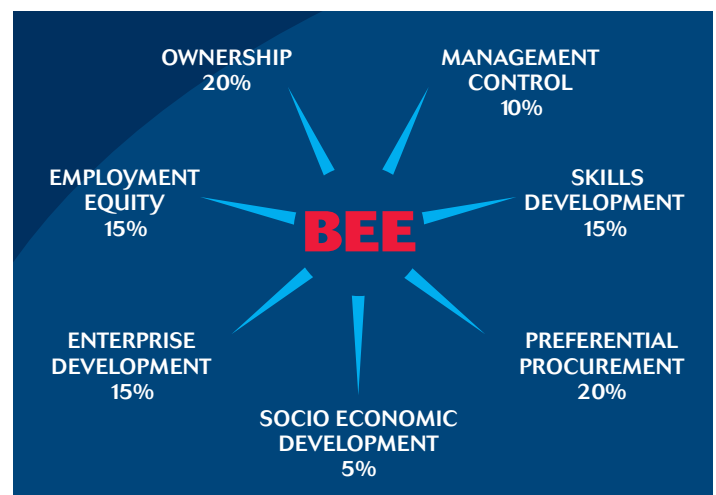 OWNERSHIP
20%
MANAGEMENT
CONTROL
10%
EMPLOYMENT
EQUITY
15%
BEE
SKILLS
DEVELOPMENT
15%
ENTERPRISE
DEVELOPMENT
15%
PREFERENTIAL
PROCUREMENT
20%
SOCIO ECONOMIC
DEVELOPMENT
5%